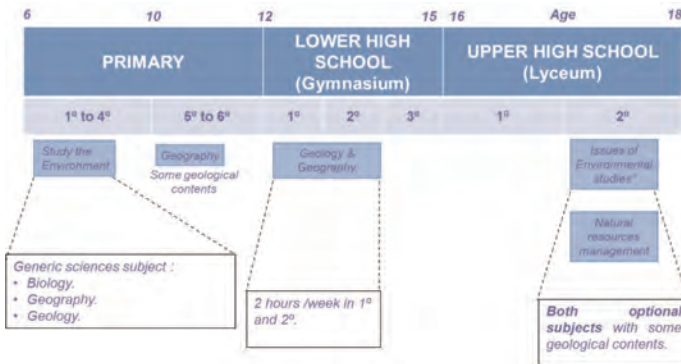 6 10 12 15 16 Age 18
PRIMARY
LOWER HIGH
SCHOOL
(Gymnasium)
UPPER HIGH SCHOOL
(Lyceum)
1º to 4º 5º to 6º 1º 2º 3º 1º 2º
Study the
Environment
Geography
Some geological
contents
Geology &
Geography.
Issues of
Environmental
studies*
Natural
resources
management
Generic sciences subject :
• Biology.
• Geography.
• Geology.
2 hours /week in 1º
and 2º.
Both optional
subjects with some
geological contents.